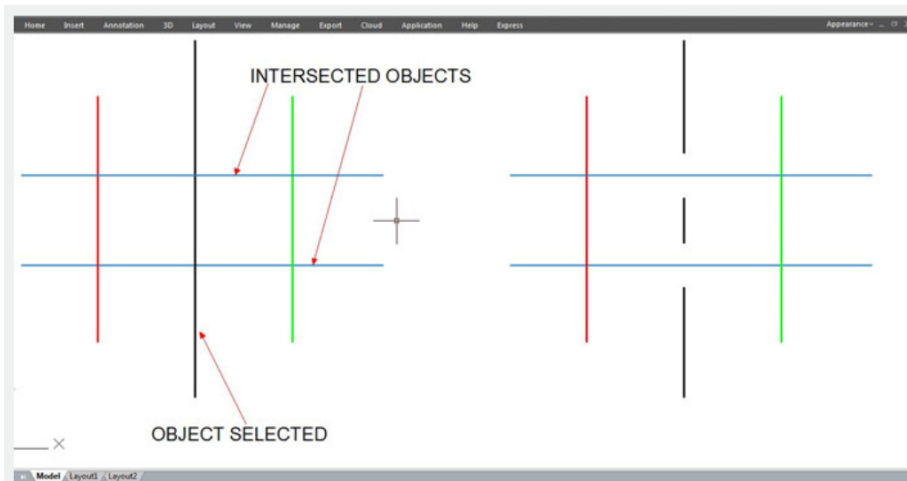 Home Insert Annotation 3D Layout View Manage Export Cloud Application Help Express Appearance
INTERSECTED OBJECTS
OBJECT SELECTED
Model Layout1 Layout2